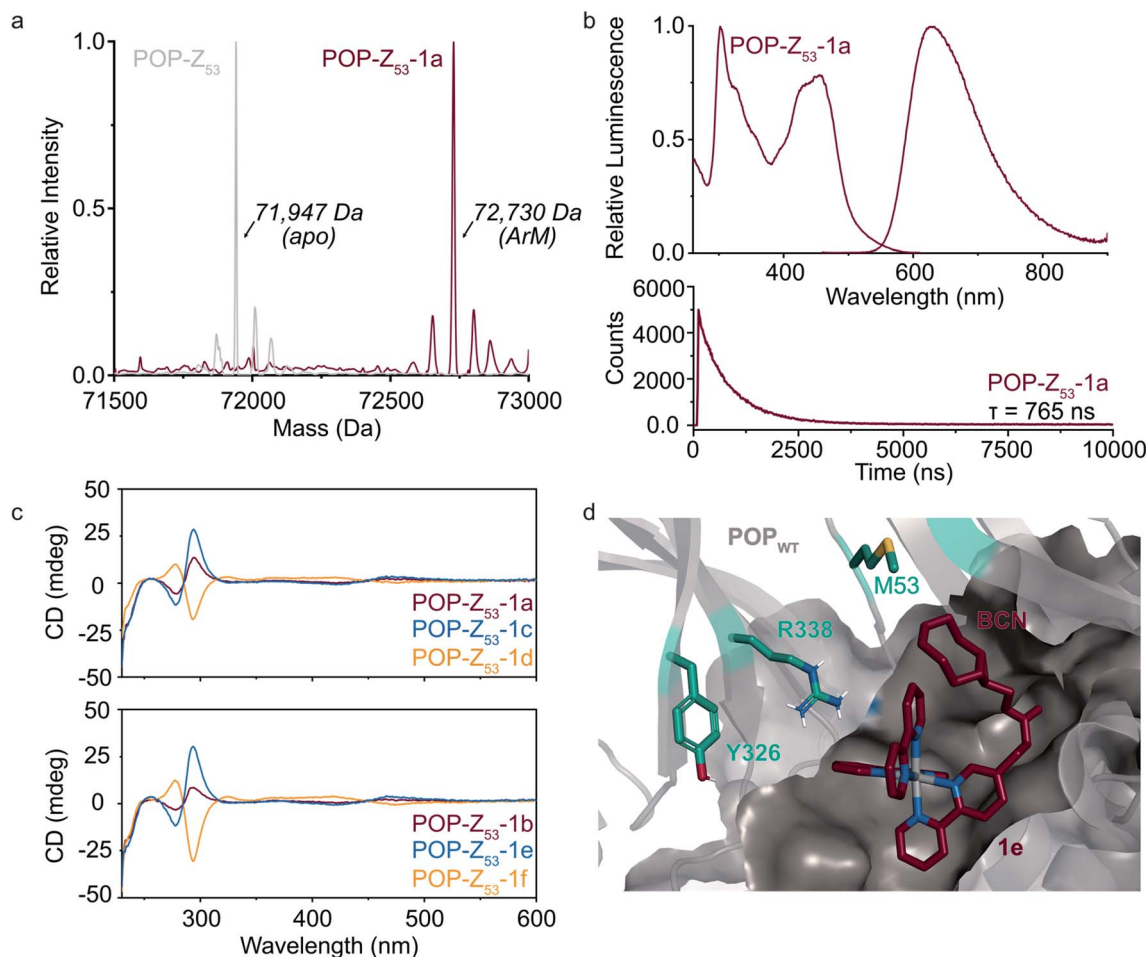 a
1.0
POP-Z53
POP-Z53-1a
Relative Intensity
0.5
71,947 Da
(apo)
72,730 Da
(ArM)
0.0
71500
72000
72500
73000
Mass (Da)
b
1.0
POP-Z53-1a
Relative Luminescence
0.5
0.0
400
600
800
Wavelength (nm)
6000
Counts
4000
2000
0.0
POP-Z53-1a
τ = 765 ns
0
2500
5000
7500
10000
Time (ns)
c
50
25
0
-25
-50
CD (mdeg)
POP-Z53-1a
POP-Z53-1c
POP-Z53-1d
50
25
0
-25
-50
CD (mdeg)
POP-Z53-1b
POP-Z53-1e
POP-Z53-1f
300
400
500
600
Wavelength (nm)
d
POPWT
M53
BCN
R338
Y326
1e